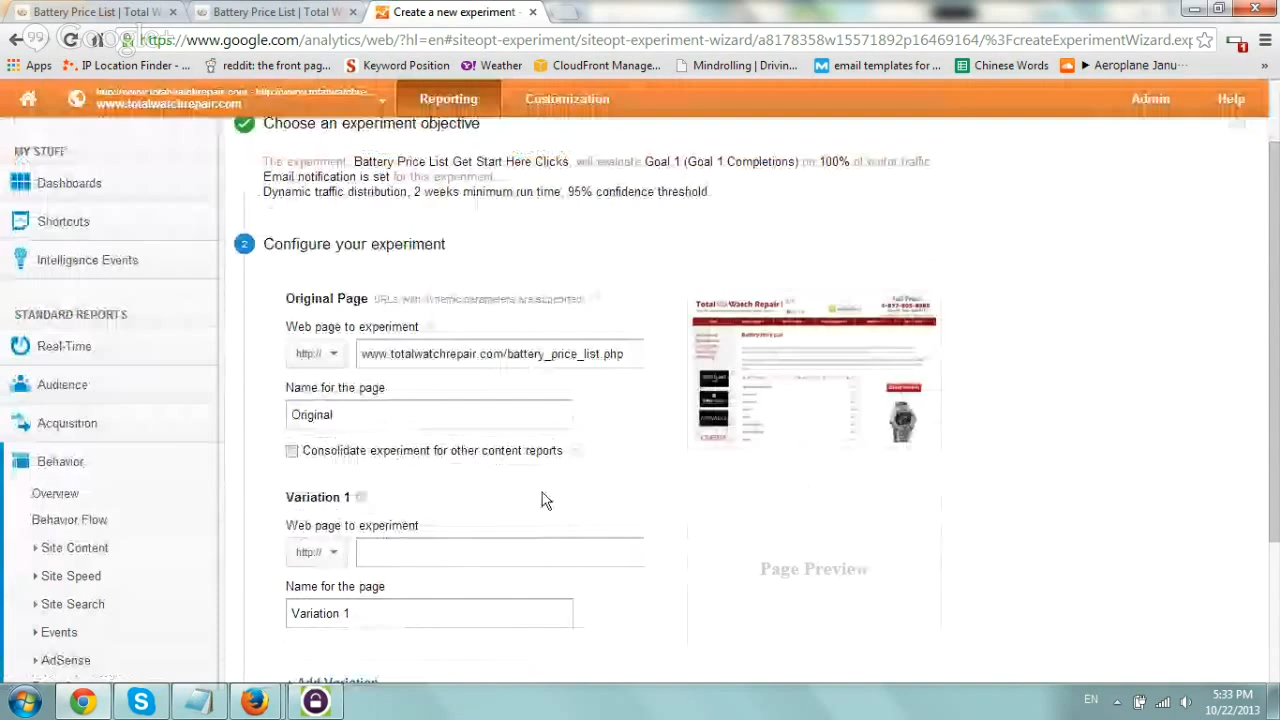 Battery Price List | Total W
Battery Price List | Total W
Create a new experiment -
https://www.google.com/analytics/web/?hl=en#siteopt-experiment/siteopt-experiment-wizard/a8178358w15571892p16469164/%3FcreateExperimentWizard.exp
Apps
IP Location Finder - ...
reddit: the front pag...
Keyword Position
Weather
CloudFront Manage...
Mindrolling | Drivin...
email templates for ...
Chinese Words
Aeroplane Janu...
»
www.totalwatchrepair.com
Reporting
Customization
Admin
Help
Choose an experiment objective
MY STUFF
The experiment, Battery Price List Get Start Here Clicks, will evaluate Goal 1 (Goal 1 Completions) on 100% of visitor traffic
Email notification is set for this experiment.
Dashboards
Dynamic traffic distribution, 2 weeks minimum run time, 95% confidence threshold.
Shortcuts
2 Configure your experiment
Intelligence Events
Original Page
STANDARD REPORTS
Total Watch Repair
Web page to experiment
Real-Time
http://
www.totalwatchrepair.com/battery_price_list.php
Name for the page
Original
Consolidate experiment for other content reports
Behavior
Overview
Variation 1
Behavior Flow
Web page to experiment
Site Content
http://
Page Preview
Site Speed
Name for the page
Site Search
Variation 1
Events
AdSense
+ Add Variation
EN
5:33 PM
10/22/2013